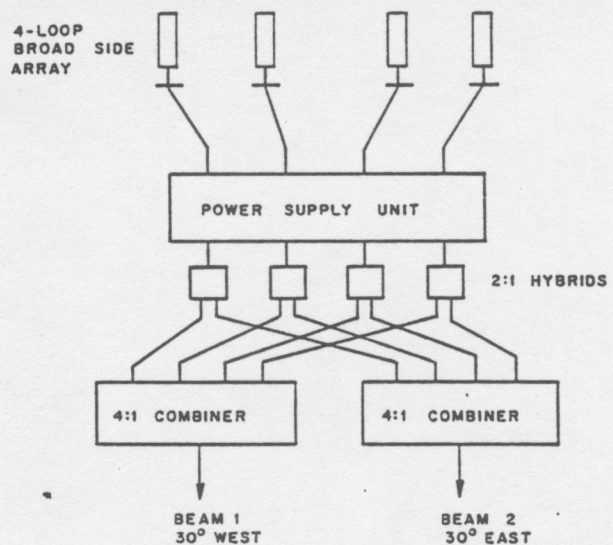 4-LOOP
BROAD SIDE
ARRAY
POWER SUPPLY UNIT
2:1 HYBRIDS
4:1 COMBINER
4:1 COMBINER
BEAM 1
30° WEST
BEAM 2
30° EAST